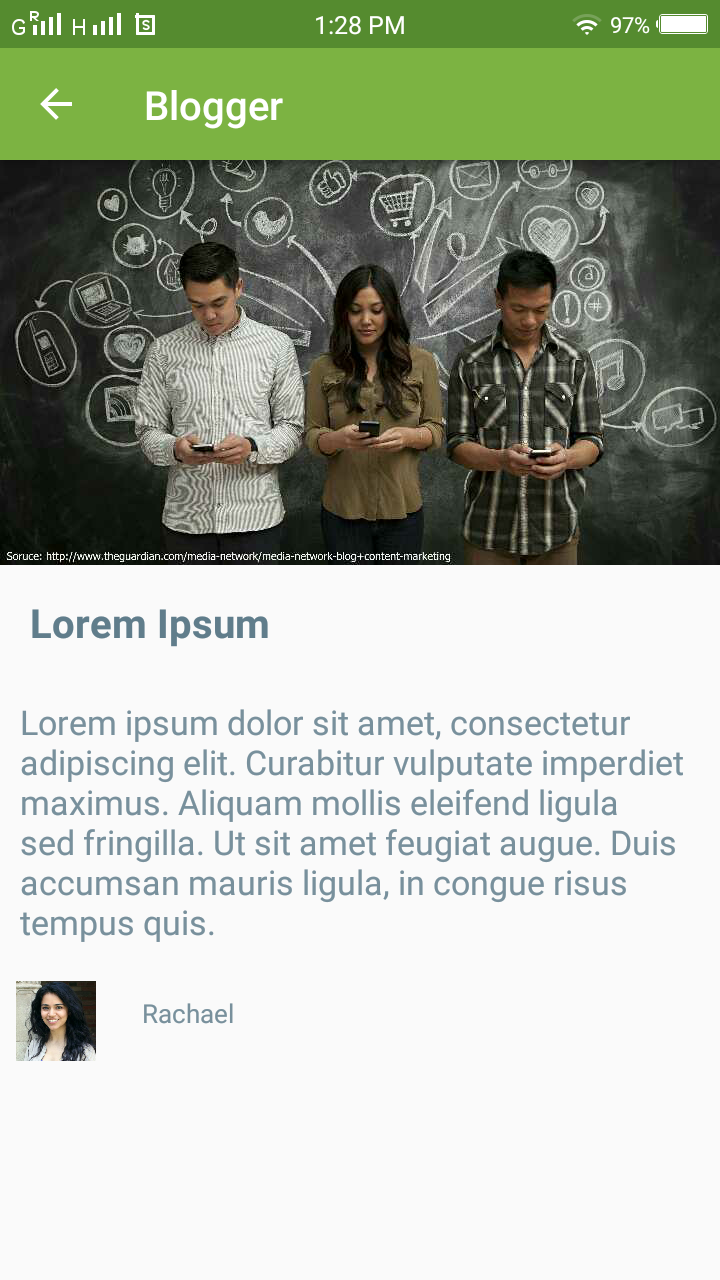 G R H S 1:28 PM 97%
Blogger
@
! #
Soruce: http://www.theguardian.com/media-network/media-network-blog+content-marketing
Lorem Ipsum
Lorem ipsum dolor sit amet, consectetur
adipiscing elit. Curabitur vulputate imperdiet
maximus. Aliquam mollis eleifend ligula
sed fringilla. Ut sit amet feugiat augue. Duis
accumsan mauris ligula, in congue risus
tempus quis.
Rachael